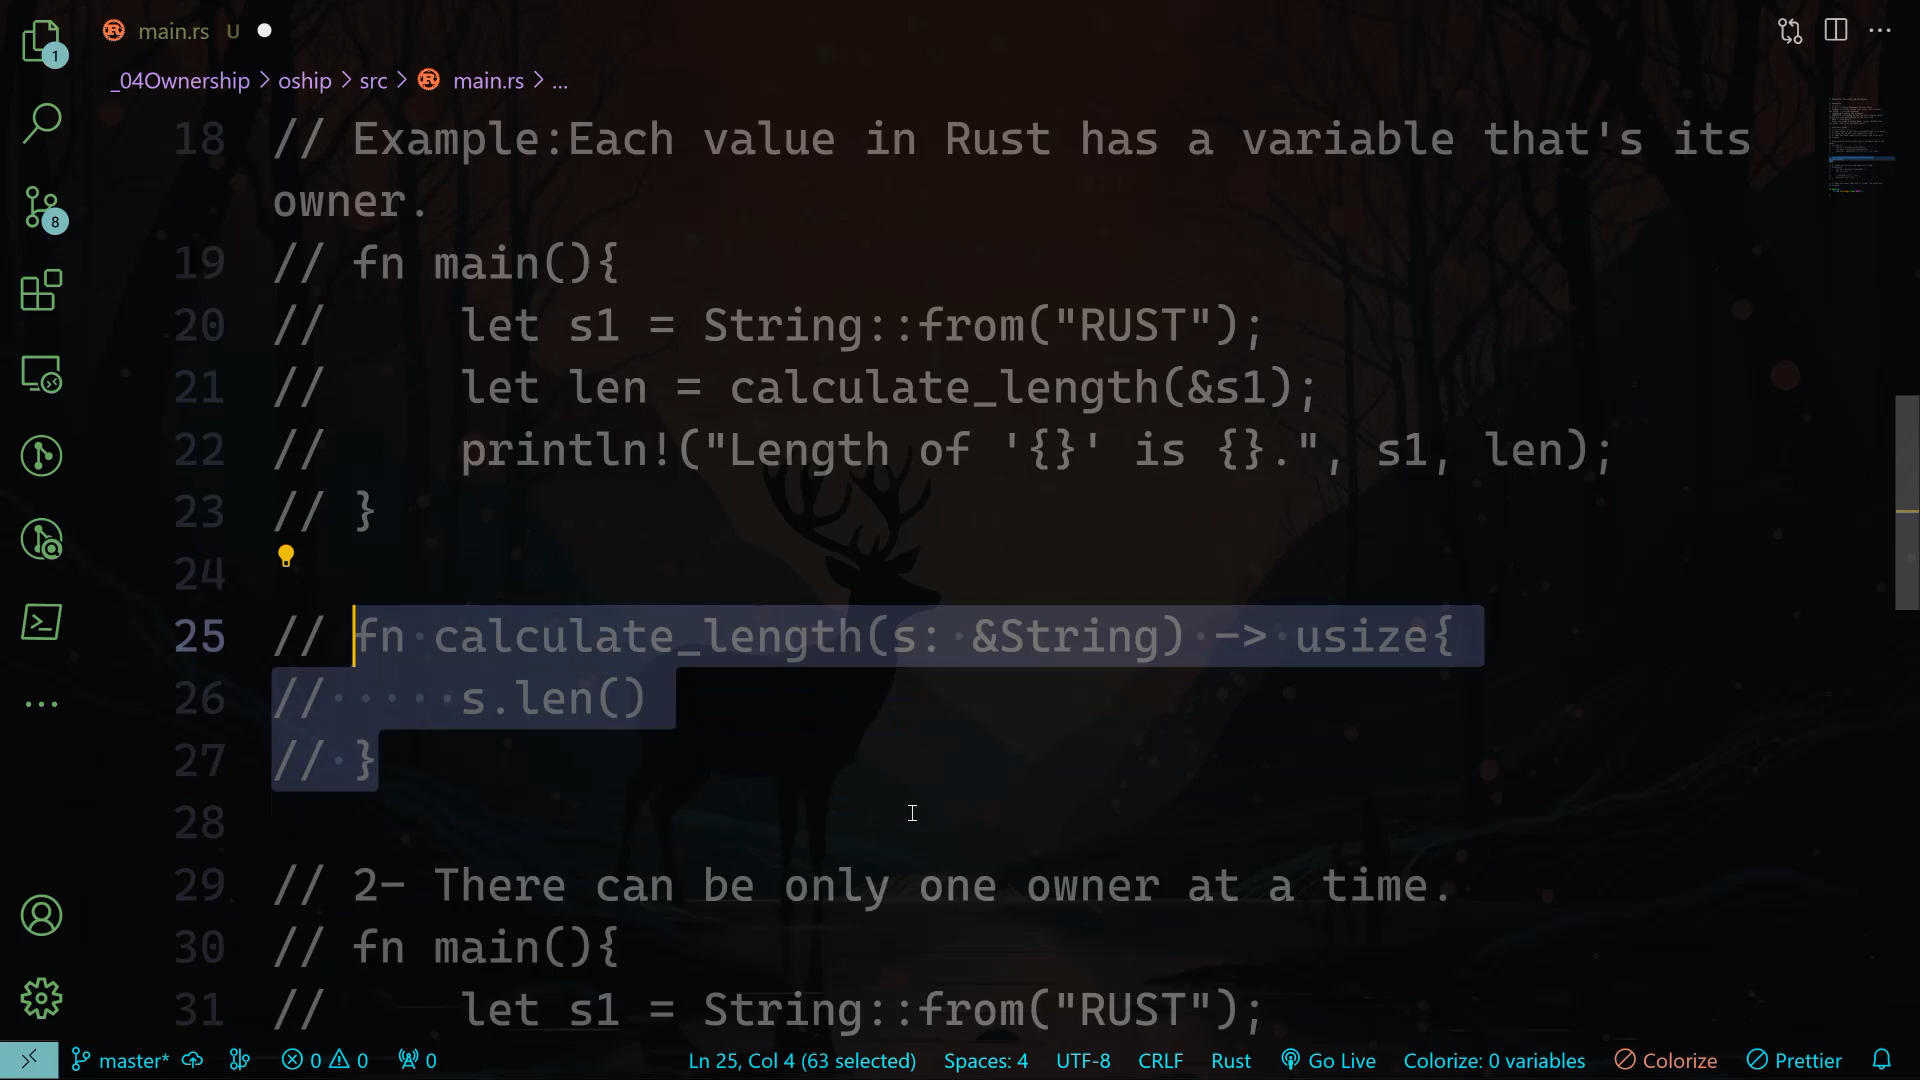 main.rs U
_04Ownership > oship > src > main.rs > ...
18 // Example:Each value in Rust has a variable that's its
owner.
19 // fn main(){
20 //     let s1 = String::from("RUST");
21 //     let len = calculate_length(&s1);
22 //     println!("Length of '{}' is {}.", s1, len);
23 // }
24
25 // fn calculate_length(s: &String) -> usize{
26 //     s.len()
27 // }
28
29 // 2- There can be only one owner at a time.
30 // fn main(){
31 //     let s1 = String::from("RUST");
1
8
master* 0 0 0 Ln 25, Col 4 (63 selected) Spaces: 4 UTF-8 CRLF Rust Go Live Colorize: 0 variables Colorize Prettier